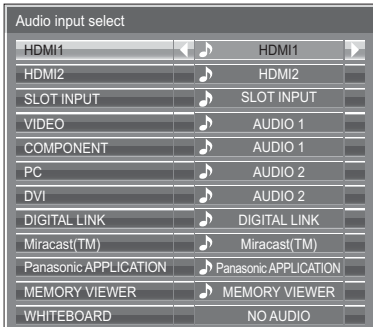 Audio input select
HDMI1 HDMI1
HDMI2 HDMI2
SLOT INPUT SLOT INPUT
VIDEO AUDIO 1
COMPONENT AUDIO 1
PC AUDIO 2
DVI AUDIO 2
DIGITAL LINK DIGITAL LINK
Miracast(TM) Miracast(TM)
Panasonic APPLICATION Panasonic APPLICATION
MEMORY VIEWER MEMORY VIEWER
WHITEBOARD NO AUDIO